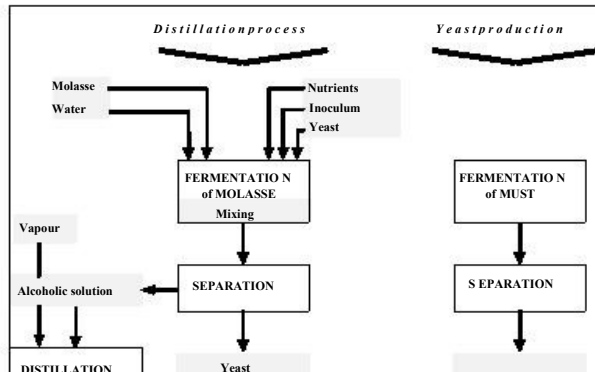 Distillationprocess
Yeastproduction
Molasse
Water
Nutrients
Inoculum
Yeast
FERMENTATIO N
of MOLASSE
Mixing
FERMENTATIO N
of MUST
Vapour
Alcoholic solution
SEPARATION
S EPARATION
DISTILLATION
Yeast